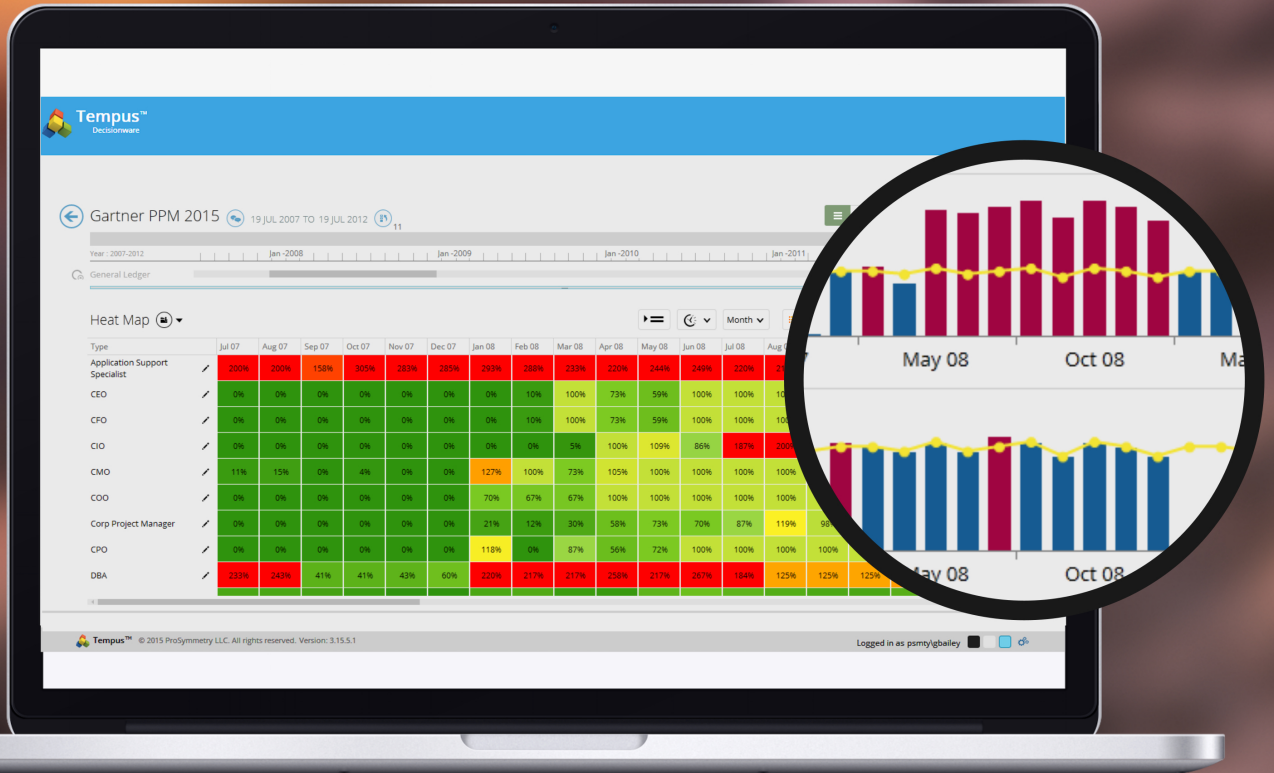 Tempus™
Decisionware
Gartner PPM 2015 19 JUL 2007 TO 19 JUL 2012 11
Year : 2007-2012 Jan -2008 Jan -2009 Jan -2010 Jan -2011
General Ledger
Heat Map Month
Type Jul 07 Aug 07 Sep 07 Oct 07 Nov 07 Dec 07 Jan 08 Feb 08 Mar 08 Apr 08 May 08 Jun 08 Jul 08
Application Support
Specialist 200% 200% 158% 305% 283% 285% 293% 288% 233% 220% 244% 249% 220%
CEO 0% 0% 0% 0% 0% 0% 0% 10% 100% 73% 59% 100% 100%
CFO 0% 0% 0% 0% 0% 0% 0% 10% 100% 73% 59% 100% 100%
CIO 0% 0% 0% 0% 0% 0% 0% 0% 5% 100% 109% 86% 187% 200%
CMO 11% 15% 0% 4% 0% 0% 127% 100% 73% 105% 100% 100% 100% 100%
COO 0% 0% 0% 0% 0% 0% 70% 67% 67% 100% 100% 100% 100% 100%
Corp Project Manager 0% 0% 0% 0% 0% 0% 21% 12% 30% 58% 73% 70% 87% 119% 98%
CPO 0% 0% 0% 0% 0% 0% 118% 0% 87% 56% 72% 100% 100% 100% 100%
DBA 233% 243% 41% 41% 43% 60% 220% 217% 217% 258% 217% 267% 184% 125% 125% 125%
Tempus™ © 2015 ProSymmetry LLC. All rights reserved. Version: 3.15.5.1 Logged in as psmty\gbailey
May 08 Oct 08
May 08 Oct 08